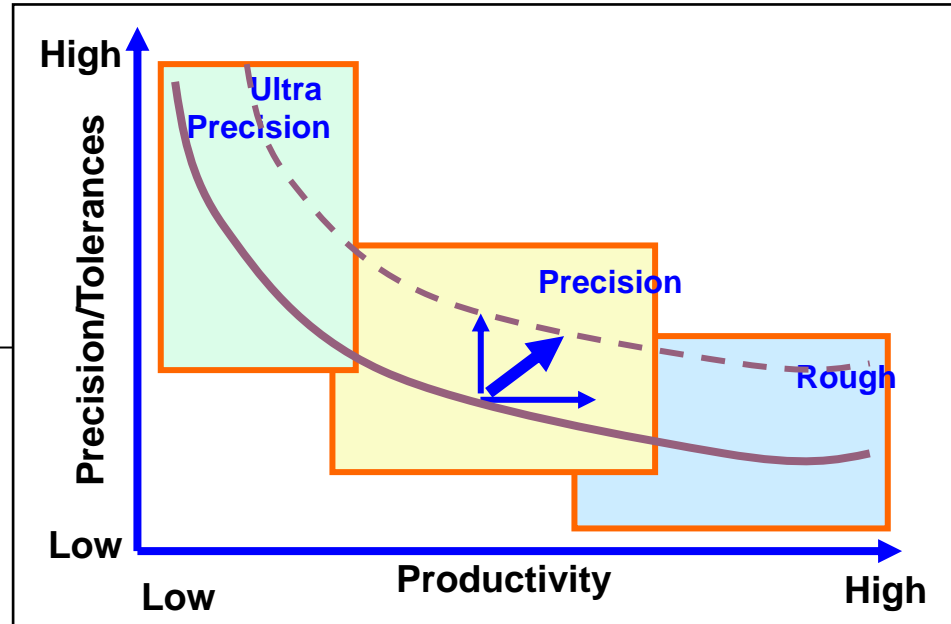 High
Ultra
Precision
Precision/Tolerances
Precision
Rough
Low
Productivity
Low
High